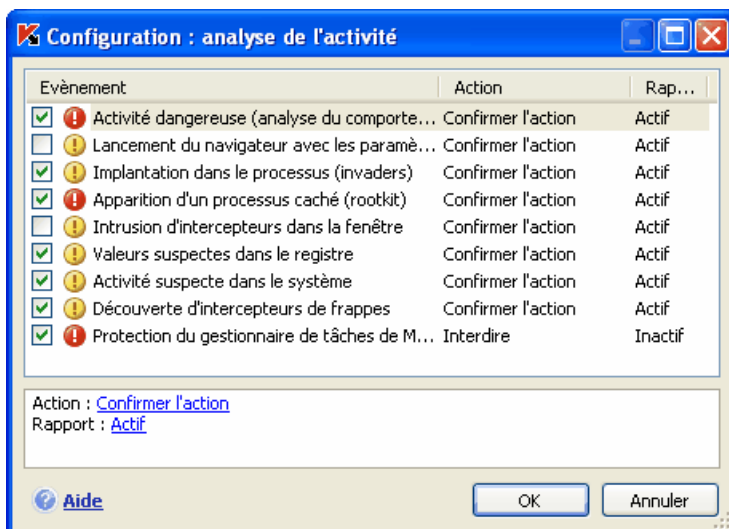 Configuration : analyse de l'activité
Evènement Action Rap...
Activité dangereuse (analyse du comporte... Confirmer l'action Actif
Lancement du navigateur avec les paramè... Confirmer l'action Actif
Implantation dans le processus (invaders) Confirmer l'action Actif
Apparition d'un processus caché (rootkit) Confirmer l'action Actif
Intrusion d'intercepteurs dans la fenêtre Confirmer l'action Actif
Valeurs suspectes dans le registre Confirmer l'action Actif
Activité suspecte dans le système Confirmer l'action Actif
Découverte d'intercepteurs de frappes Confirmer l'action Actif
Protection du gestionnaire de tâches de M... Interdire Inactif
Action : Confirmer l'action
Rapport : Actif
Aide OK Annuler